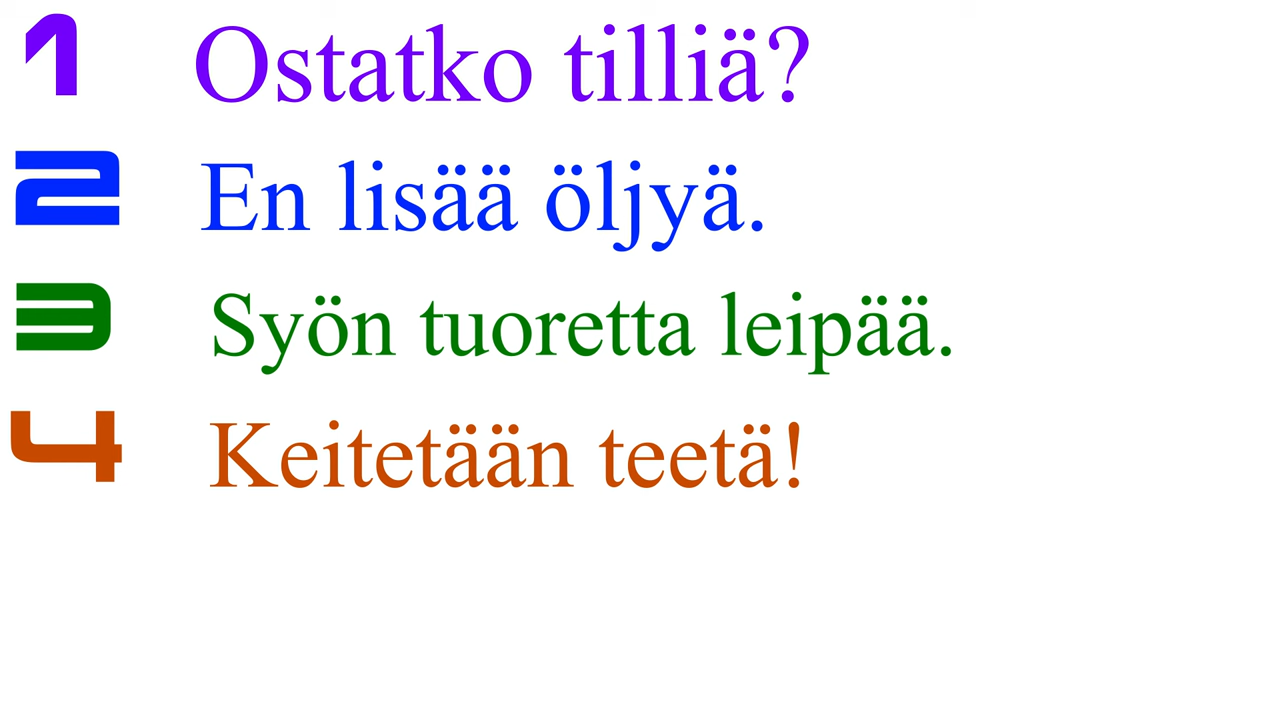 1 Ostatko tilliä?
2 En lisää öljyä.
3 Syön tuoretta leipää.
4 Keitetään teetä!